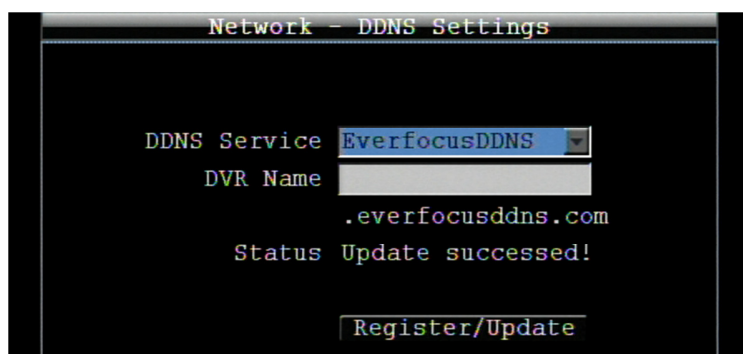 Network - DDNS Settings
DDNS Service EverfocusDDNS
DVR Name
.everfocusddns.com
Status Update successed!
Register/Update